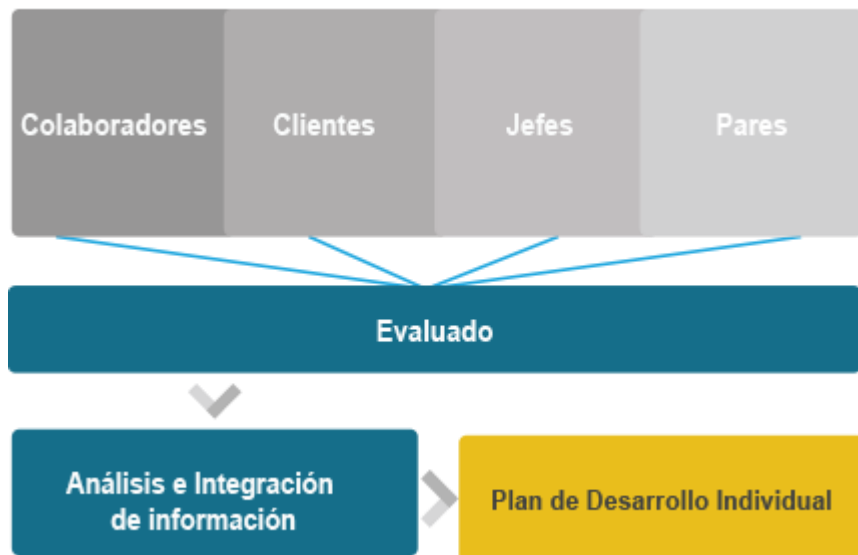 Colaboradores
Clientes
Jefes
Pares
Evaluado
Análisis e Integración
de información
Plan de Desarrollo Individual